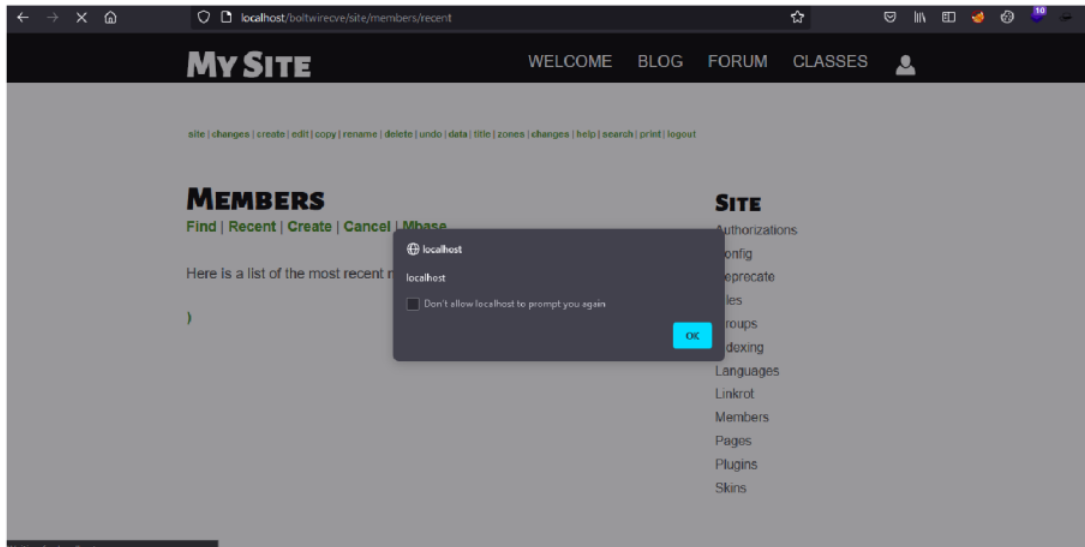 localhost/boltwirecve/site/members/recent
10
MY SITE
WELCOME BLOG FORUM CLASSES
site | changes | create | edit | copy | rename | delete | undo | data | title | zones | changes | help | search | print | logout
MEMBERS
Find | Recent | Create | Cancel | Mbase
Here is a list of the most recent
)
localhost
localhost
Don't allow localhost to prompt you again
OK
SITE
Authorizations
onfig
eprecate
les
roups
dexing
Languages
Linkrot
Members
Pages
Plugins
Skins